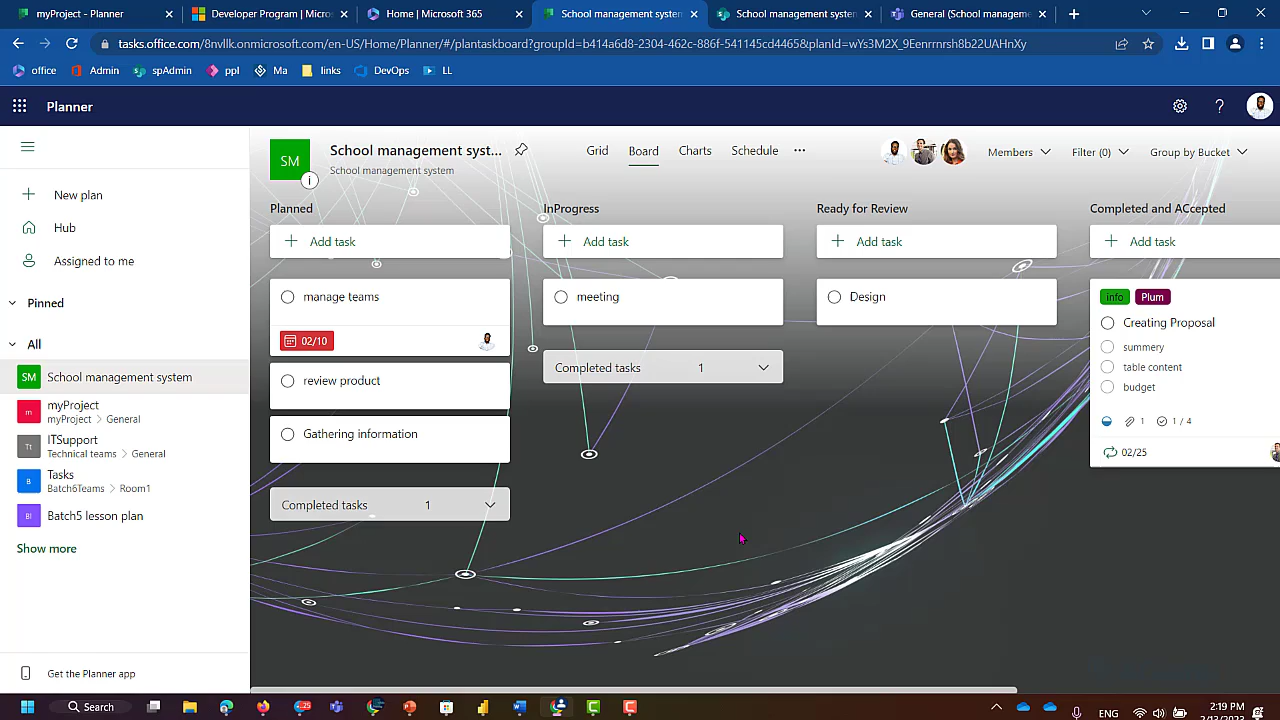 myProject - Planner
Developer Program | Micros
Home | Microsoft 365
School management system
School management system
General (School manageme
tasks.office.com/8nvllk.onmicrosoft.com/en-US/Home/Planner/#/plantaskboard?groupId=b414a6d8-2304-462c-886f-541145cd4465&planId=wYs3M2X_9Eenrrnrsh8b22UAHnXy
office
Admin
spAdmin
ppl
Ma
links
DevOps
LL
Planner
New plan
Hub
Assigned to me
Pinned
All
SM School management system
m myProject
myProject > General
Tt ITSupport
Technical teams > General
B Tasks
Batch6Teams > Room1
Bl Batch5 lesson plan
Show more
Get the Planner app
SM
School management syst...
School management system
Grid
Board
Charts
Schedule
Members
Filter (0)
Group by Bucket
Planned
Add task
manage teams
02/10
review product
Gathering information
Completed tasks 1
InProgress
Add task
meeting
Completed tasks 1
Ready for Review
Add task
Design
Completed and ACcepted
Add task
info Plum
Creating Proposal
summery
table content
budget
1
1 / 4
02/25
Search
ENG
2:19 PM